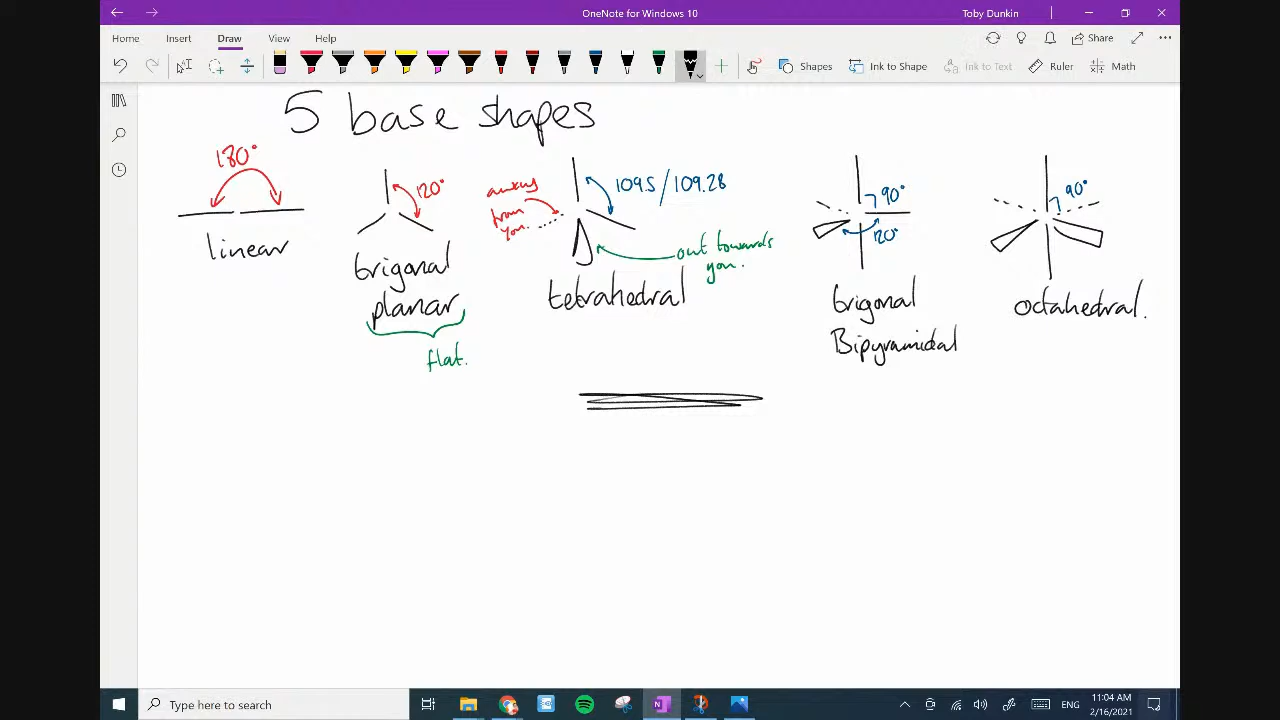 OneNote for Windows 10
Toby Dunkin
Home Insert Draw View Help
Share
Shapes
Ink to Shape
Ink to Text
Ruler
Math
5 base shapes
180°
linear
120°
trigonal
planar
flat.
away
from
you.
109.5 / 109.28
out towards
you.
tetrahedral
90°
120°
trigonal
Bipyramidal
90°
octahedral.
Type here to search
ENG
11:04 AM
2/16/2021